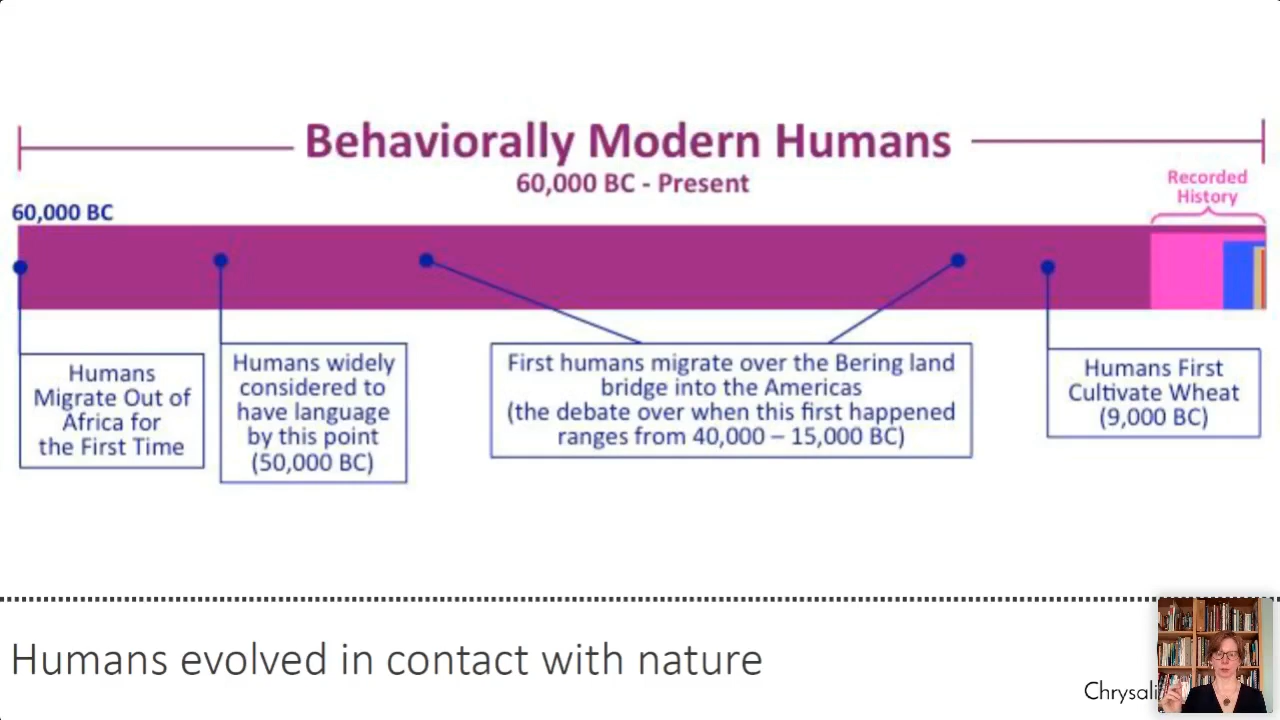 Behaviorally Modern Humans
60,000 BC - Present
Recorded
History
60,000 BC
Humans
Migrate Out of
Africa for
the First Time
Humans widely
considered to
have language
by this point
(50,000 BC)
First humans migrate over the Bering land
bridge into the Americas
(the debate over when this first happened
ranges from 40,000 – 15,000 BC)
Humans First
Cultivate Wheat
(9,000 BC)
Humans evolved in contact with nature